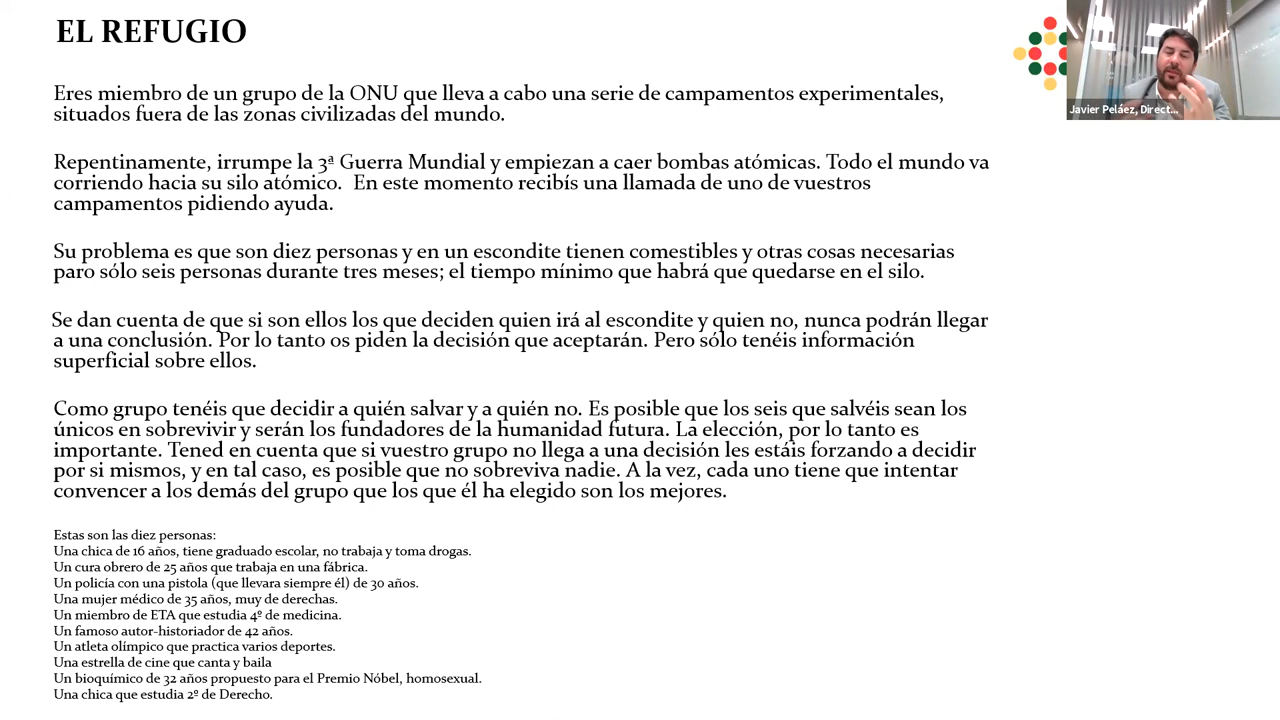 EL REFUGIO
Eres miembro de un grupo de la ONU que lleva a cabo una serie de campamentos experimentales,
situados fuera de las zonas civilizadas del mundo.
Repentinamente, irrumpe la 3ª Guerra Mundial y empiezan a caer bombas atómicas. Todo el mundo va
corriendo hacia su silo atómico. En este momento recibís una llamada de uno de vuestros
campamentos pidiendo ayuda.
Su problema es que son diez personas y en un escondite tienen comestibles y otras cosas necesarias
paro sólo seis personas durante tres meses; el tiempo mínimo que habrá que quedarse en el silo.
Se dan cuenta de que si son ellos los que deciden quien irá al escondite y quien no, nunca podrán llegar
a una conclusión. Por lo tanto os piden la decisión que aceptarán. Pero sólo tenéis información
superficial sobre ellos.
Como grupo tenéis que decidir a quién salvar y a quién no. Es posible que los seis que salvéis sean los
únicos en sobrevivir y serán los fundadores de la humanidad futura. La elección, por lo tanto es
importante. Tened en cuenta que si vuestro grupo no llega a una decisión les estáis forzando a decidir
por si mismos, y en tal caso, es posible que no sobreviva nadie. A la vez, cada uno tiene que intentar
convencer a los demás del grupo que los que él ha elegido son los mejores.
Estas son las diez personas:
Una chica de 16 años, tiene graduado escolar, no trabaja y toma drogas.
Un cura obrero de 25 años que trabaja en una fábrica.
Un policía con una pistola (que llevara siempre él) de 30 años.
Una mujer médico de 35 años, muy de derechas.
Un miembro de ETA que estudia 4º de medicina.
Un famoso autor-historiador de 42 años.
Un atleta olímpico que practica varios deportes.
Una estrella de cine que canta y baila
Un bioquímico de 32 años propuesto para el Premio Nóbel, homosexual.
Una chica que estudia 2º de Derecho.
Javier Peláez, Direct...